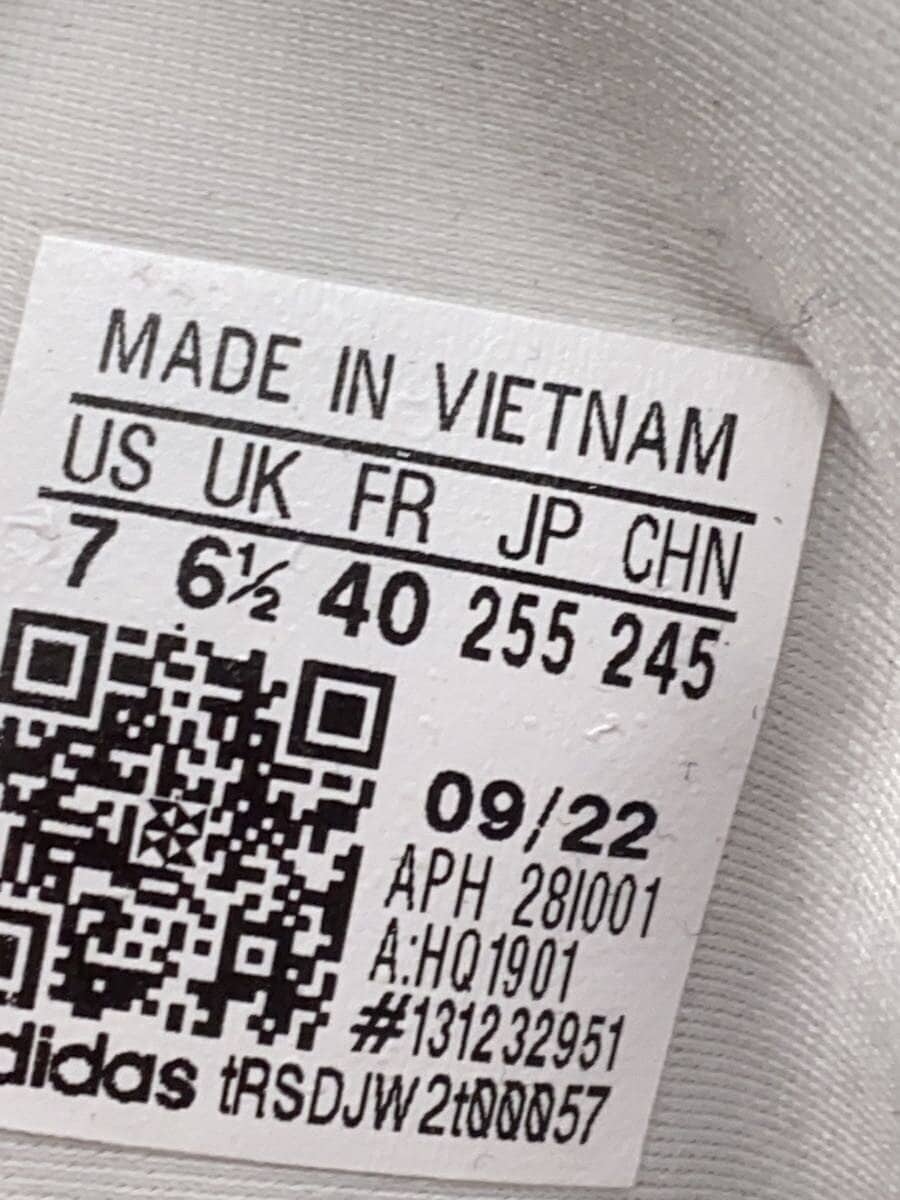 MADE IN VIETNAM
US UK FR JP CHN
7 6½ 40 255 245
09/22
APH 28I001
A:HQ1901
#131232951
adidas tRSDJW2t00057